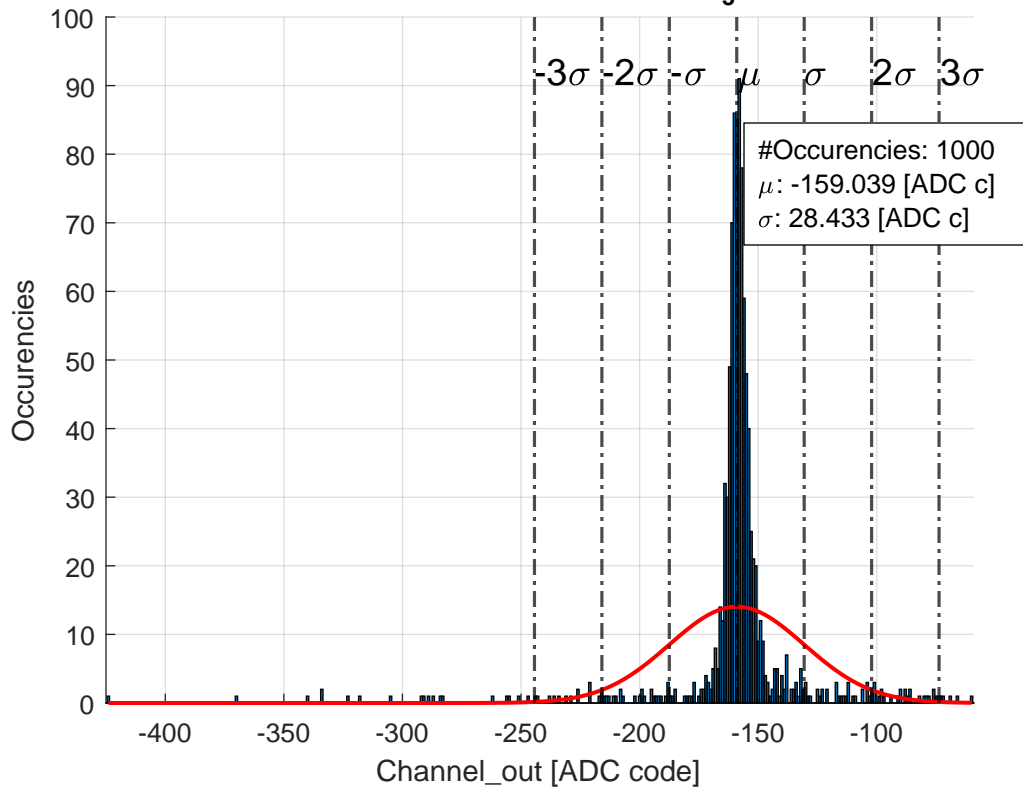 100
90
80
70
60
50
40
30
20
10
0
-3σ -2σ -σ μ σ 2σ 3σ
#Occurencies: 1000
μ: -159.039 [ADC c]
σ: 28.433 [ADC c]
Occurencies
-400 -350 -300 -250 -200 -150 -100
Channel_out [ADC code]